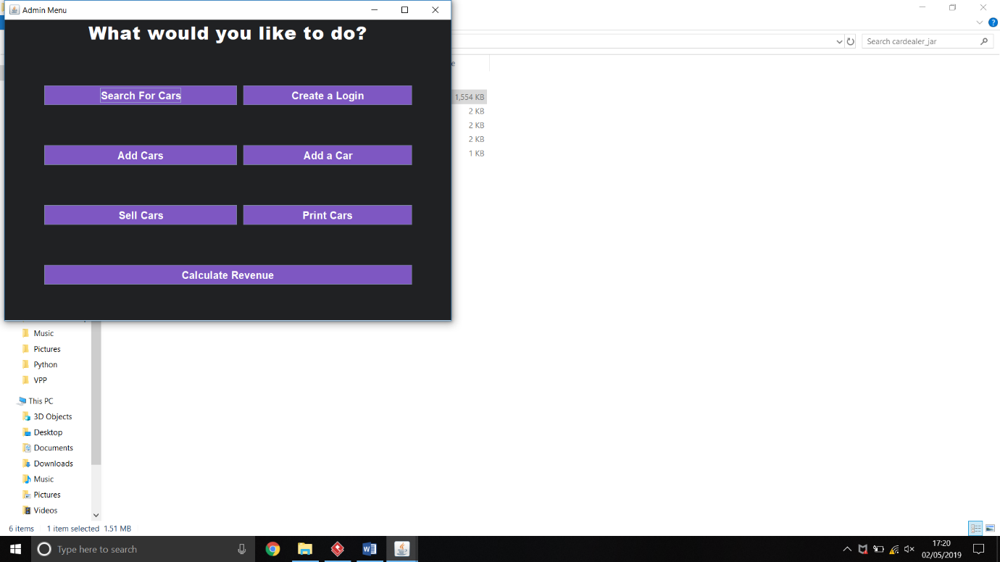 Admin Menu
What would you like to do?
Search For Cars
Create a Login
Add Cars
Add a Car
Sell Cars
Print Cars
Calculate Revenue
Search cardealer_jar
1,554 KB
2 KB
2 KB
2 KB
1 KB
Music
Pictures
Python
VPP
This PC
3D Objects
Desktop
Documents
Downloads
Music
Pictures
Videos
6 items 1 item selected 1.51 MB
Type here to search
17:20
02/05/2019